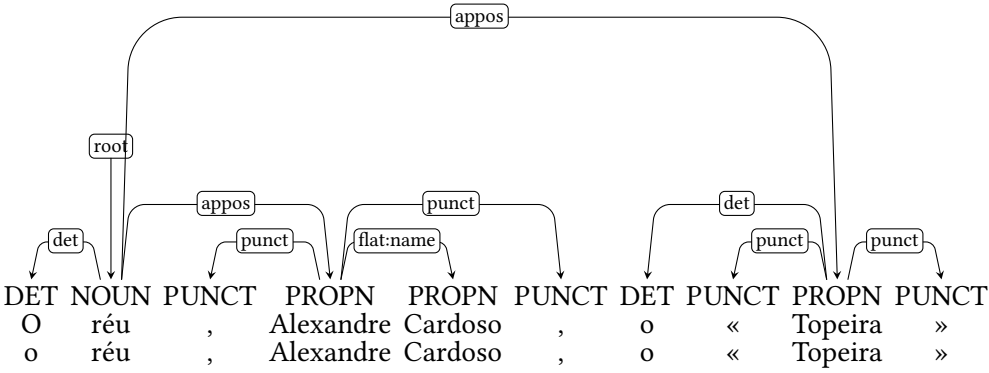 appos
root
appos punct det
det punct flat:name punct punct
DET NOUN PUNCT PROPN PROPN PUNCT DET PUNCT PROPN PUNCT
O réu , Alexandre Cardoso , o « Topeira »
o réu , Alexandre Cardoso , o « Topeira »